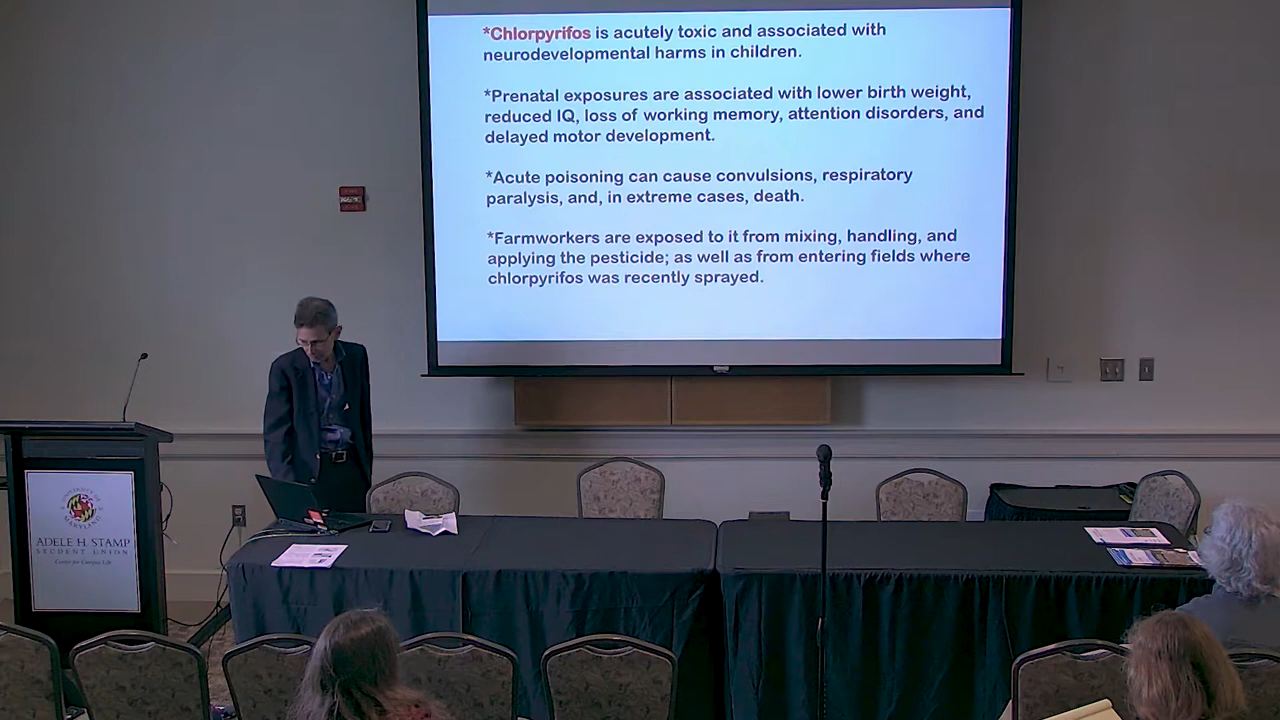 *Chlorpyrifos is acutely toxic and associated with
neurodevelopmental harms in children.
*Prenatal exposures are associated with lower birth weight,
reduced IQ, loss of working memory, attention disorders, and
delayed motor development.
*Acute poisoning can cause convulsions, respiratory
paralysis, and, in extreme cases, death.
*Farmworkers are exposed to it from mixing, handling, and
applying the pesticide; as well as from entering fields where
chlorpyrifos was recently sprayed.
UNIVERSITY OF
MARYLAND
ADELE H. STAMP
STUDENT UNION
Center for Campus Life